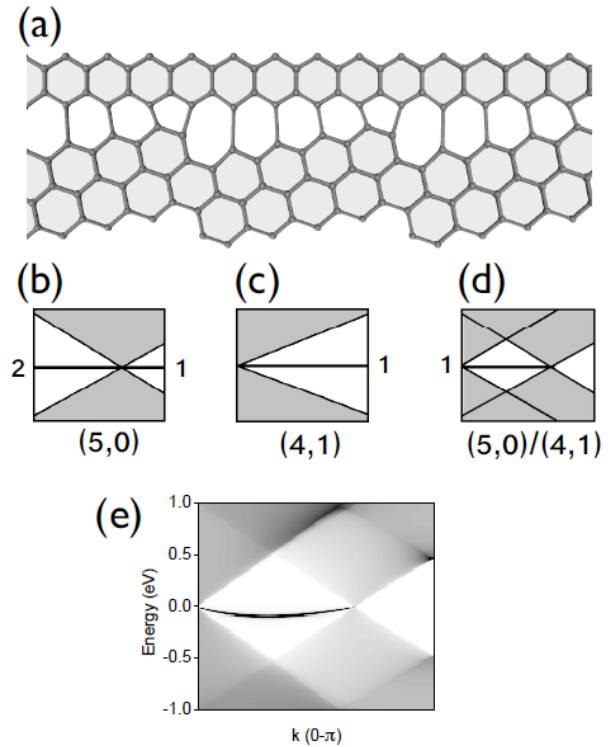 (a)
(b) (c) (d)
2 1 1 1
(5,0) (4,1) (5,0)/(4,1)
(e)
1.0
0.5
0.0
-0.5
-1.0
Energy (eV)
k (0-π)